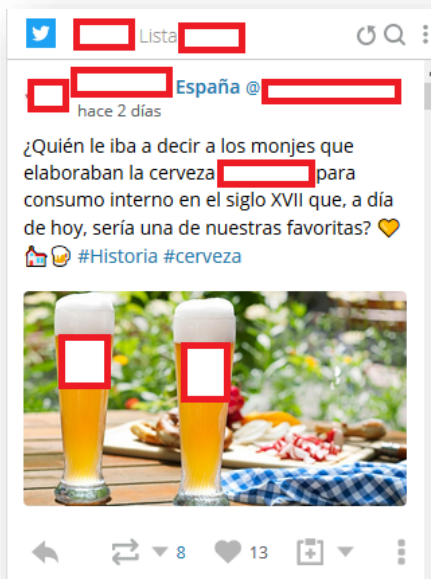 Lista
España @
hace 2 días
¿Quién le iba a decir a los monjes que
elaboraban la cerveza para
consumo interno en el siglo XVII que, a día
de hoy, sería una de nuestras favoritas? 🧡
⛪🍺 #Historia #cerveza
8 13